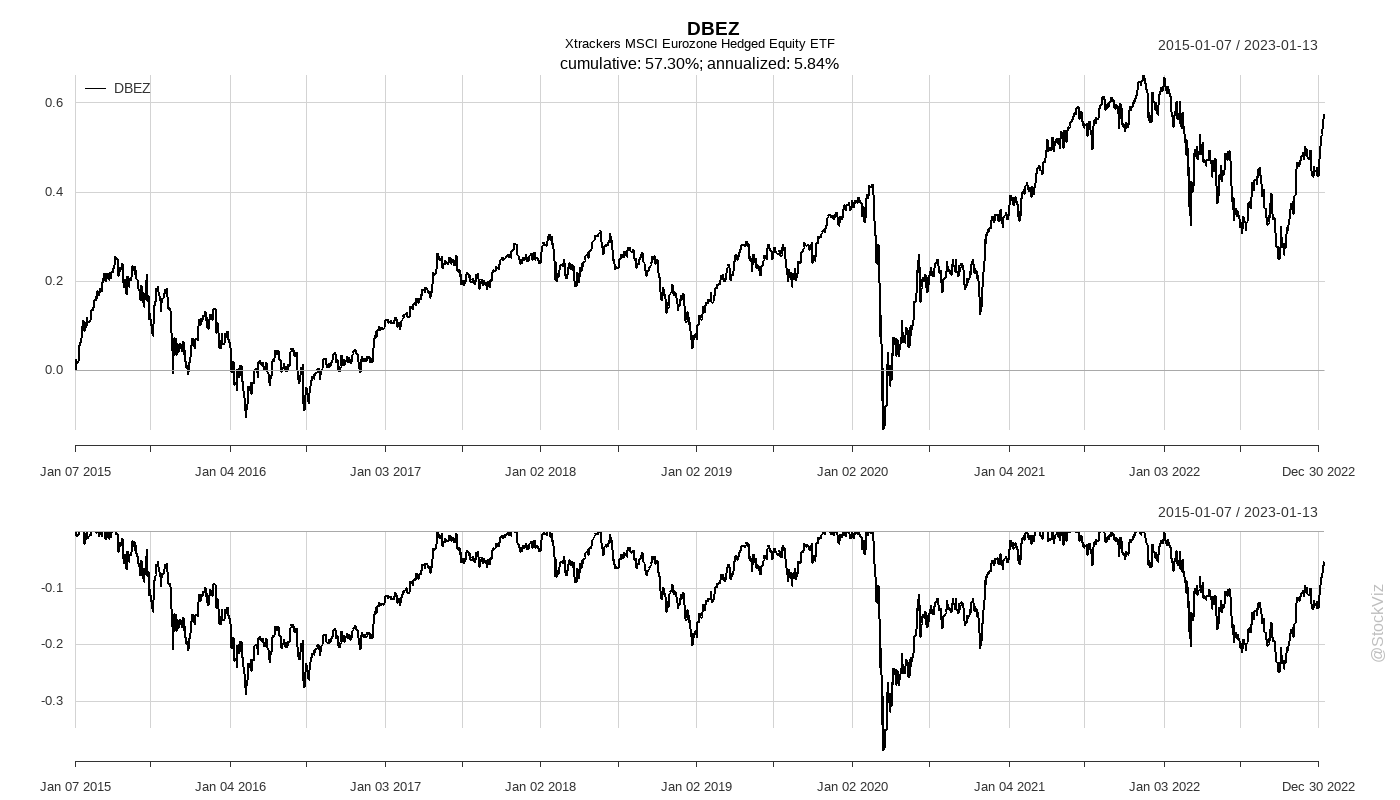 DBEZ
Xtrackers MSCI Eurozone Hedged Equity ETF
2015-01-07 / 2023-01-13
cumulative: 57.30%; annualized: 5.84%
DBEZ
0.6
0.4
0.2
0.0
Jan 07 2015 Jan 04 2016 Jan 03 2017 Jan 02 2018 Jan 02 2019 Jan 02 2020 Jan 04 2021 Jan 03 2022 Dec 30 2022
2015-01-07 / 2023-01-13
-0.1
-0.2
-0.3
Jan 07 2015 Jan 04 2016 Jan 03 2017 Jan 02 2018 Jan 02 2019 Jan 02 2020 Jan 04 2021 Jan 03 2022 Dec 30 2022
@StockViz